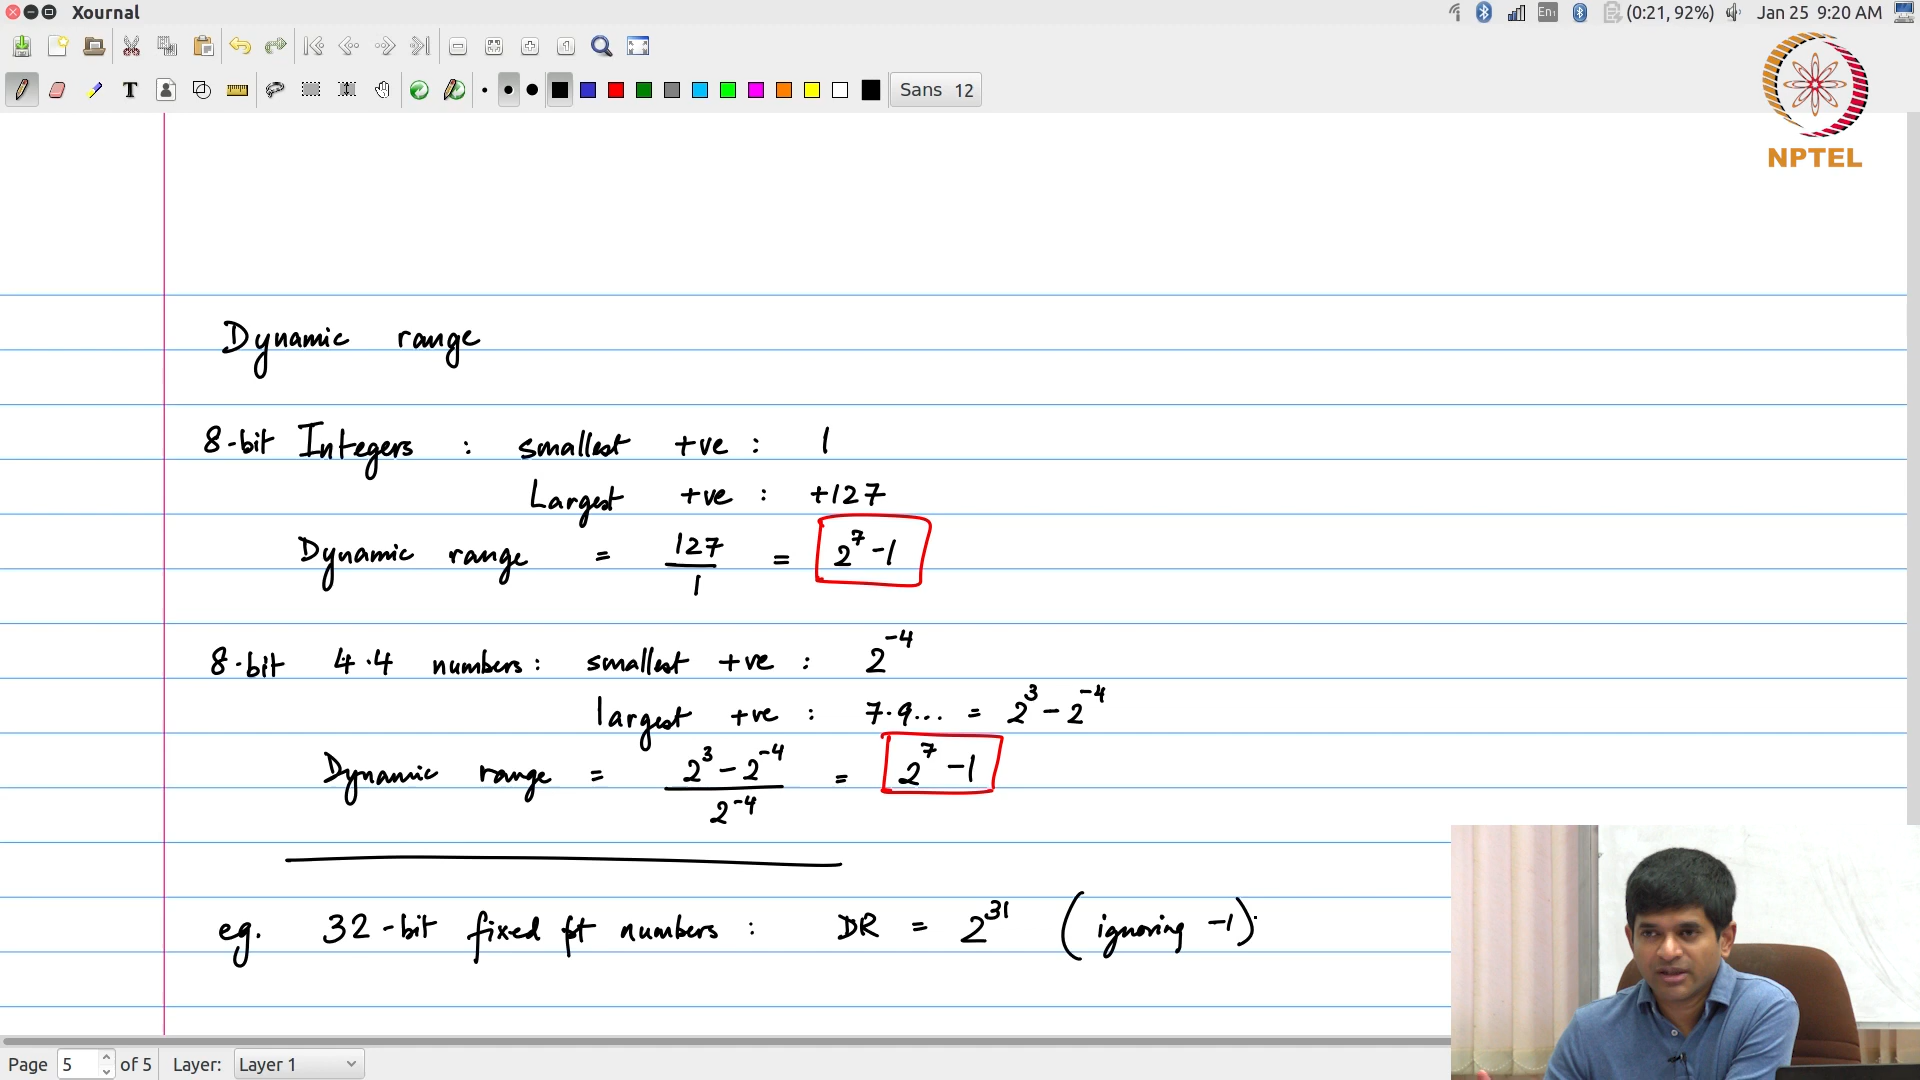 Xournal
En1
(0:21, 92%)
Jan 25 9:20 AM
Sans 12
NPTEL
Dynamic range
8-bit Integers : smallest +ve : 1
Largest +ve : +127
Dynamic range = 127/1 = 2^7 - 1
8-bit 4.4 numbers : smallest +ve : 2^-4
largest +ve : 7.9... = 2^3 - 2^-4
Dynamic range = (2^3 - 2^-4)/2^-4 = 2^7 - 1
eg. 32-bit fixed pt numbers : DR = 2^31 (ignoring -1)
Page 5 of 5 Layer: Layer 1